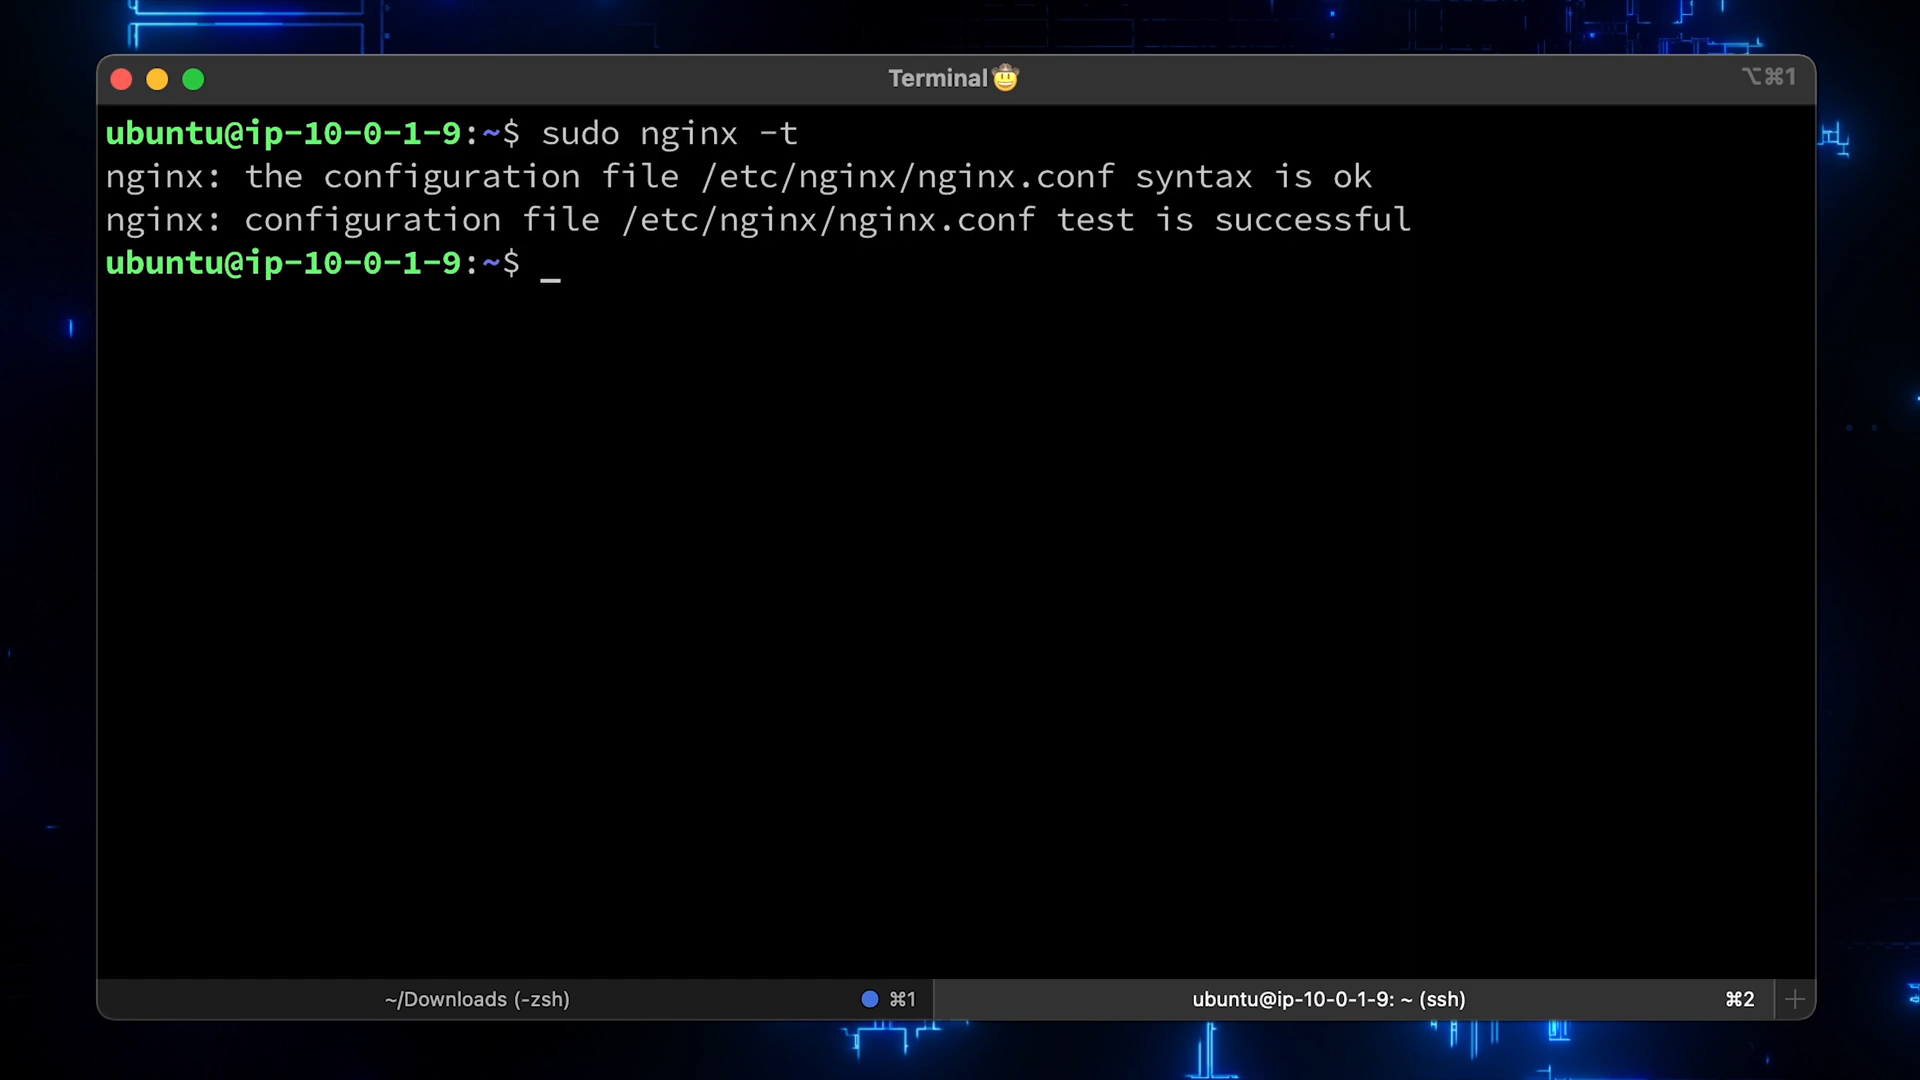 Terminal🤠
⌥⌘1
ubuntu@ip-10-0-1-9:~$ sudo nginx -t
nginx: the configuration file /etc/nginx/nginx.conf syntax is ok
nginx: configuration file /etc/nginx/nginx.conf test is successful
ubuntu@ip-10-0-1-9:~$ _
~/Downloads (-zsh)
⌘1
ubuntu@ip-10-0-1-9: ~ (ssh)
⌘2
+